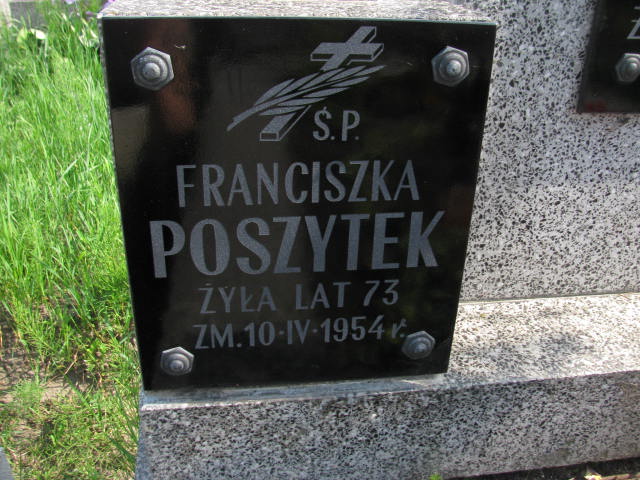 Ś.P.
FRANCISZKA
POSZYTEK
ŻYŁA LAT 73
ZM. 10·IV·1954 r.